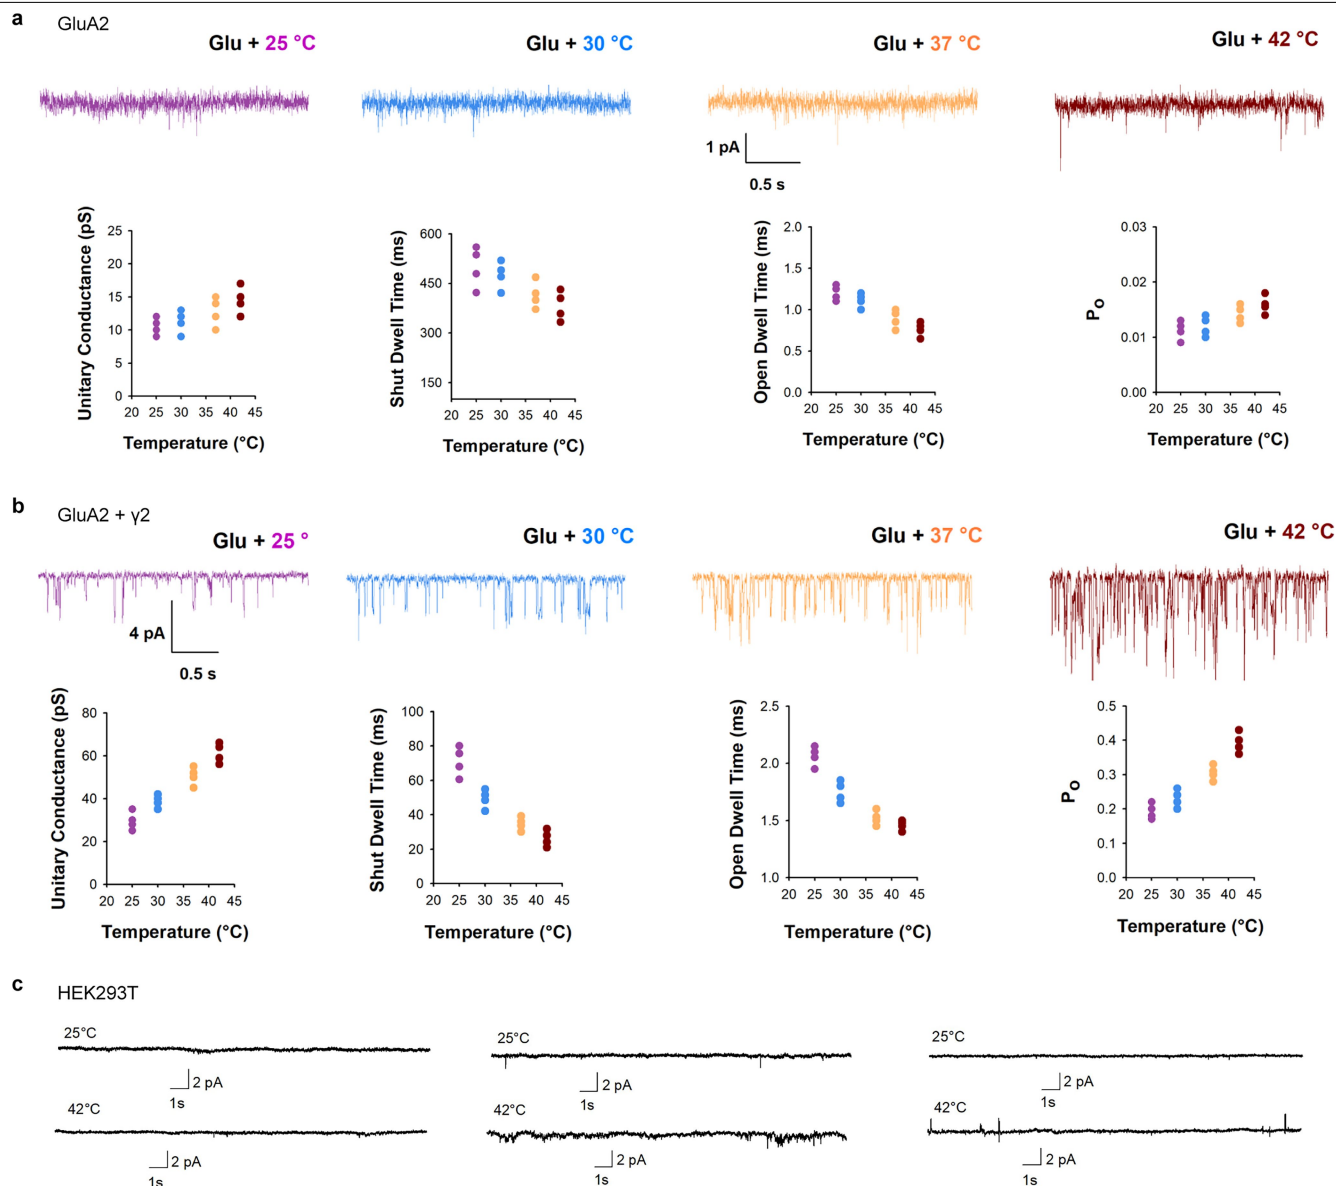 a
GluA2
Glu + 25 °C
Glu + 30 °C
Glu + 37 °C
Glu + 42 °C
1 pA
0.5 s
Unitary Conductance (pS)
25
20
15
10
5
0
20 25 30 35 40 45
Temperature (°C)
Shut Dwell Time (ms)
600
450
300
150
20 25 30 35 40 45
Temperature (°C)
Open Dwell Time (ms)
2.0
1.5
1.0
0.5
0.0
20 25 30 35 40 45
Temperature (°C)
Po
0.03
0.02
0.01
0.00
20 25 30 35 40 45
Temperature (°C)
b
GluA2 + γ2
Glu + 25 °
Glu + 30 °C
Glu + 37 °C
Glu + 42 °C
4 pA
0.5 s
Unitary Conductance (pS)
80
60
40
20
0
20 25 30 35 40 45
Temperature (°C)
Shut Dwell Time (ms)
100
80
60
40
20
0
20 25 30 35 40 45
Temperature (°C)
Open Dwell Time (ms)
2.5
2.0
1.5
1.0
20 25 30 35 40 45
Temperature (°C)
Po
0.5
0.4
0.3
0.2
0.1
0.0
20 25 30 35 40 45
Temperature (°C)
c
HEK293T
25°C
2 pA
1s
25°C
2 pA
1s
25°C
2 pA
1s
42°C
2 pA
1s
42°C
2 pA
1s
42°C
2 pA
1s